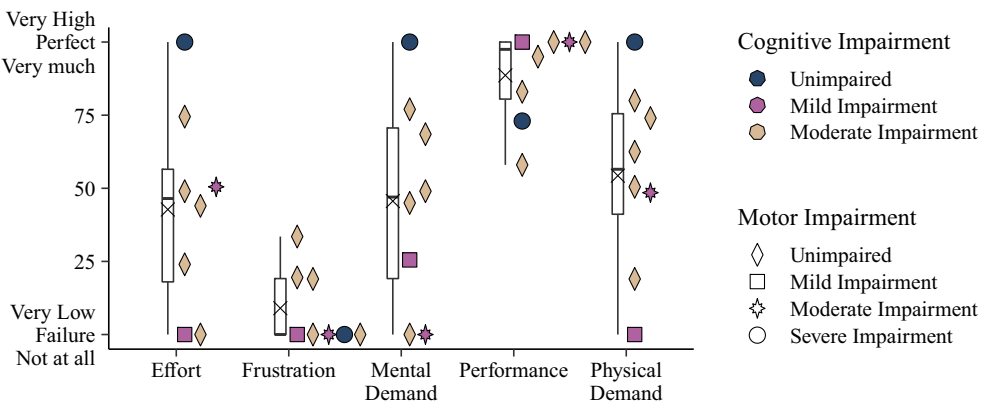 Very High
Perfect
Very much
75
50
25
Very Low
Failure
Not at all
Effort
Frustration
Mental
Demand
Performance
Physical
Demand
Cognitive Impairment
Unimpaired
Mild Impairment
Moderate Impairment
Motor Impairment
Unimpaired
Mild Impairment
Moderate Impairment
Severe Impairment